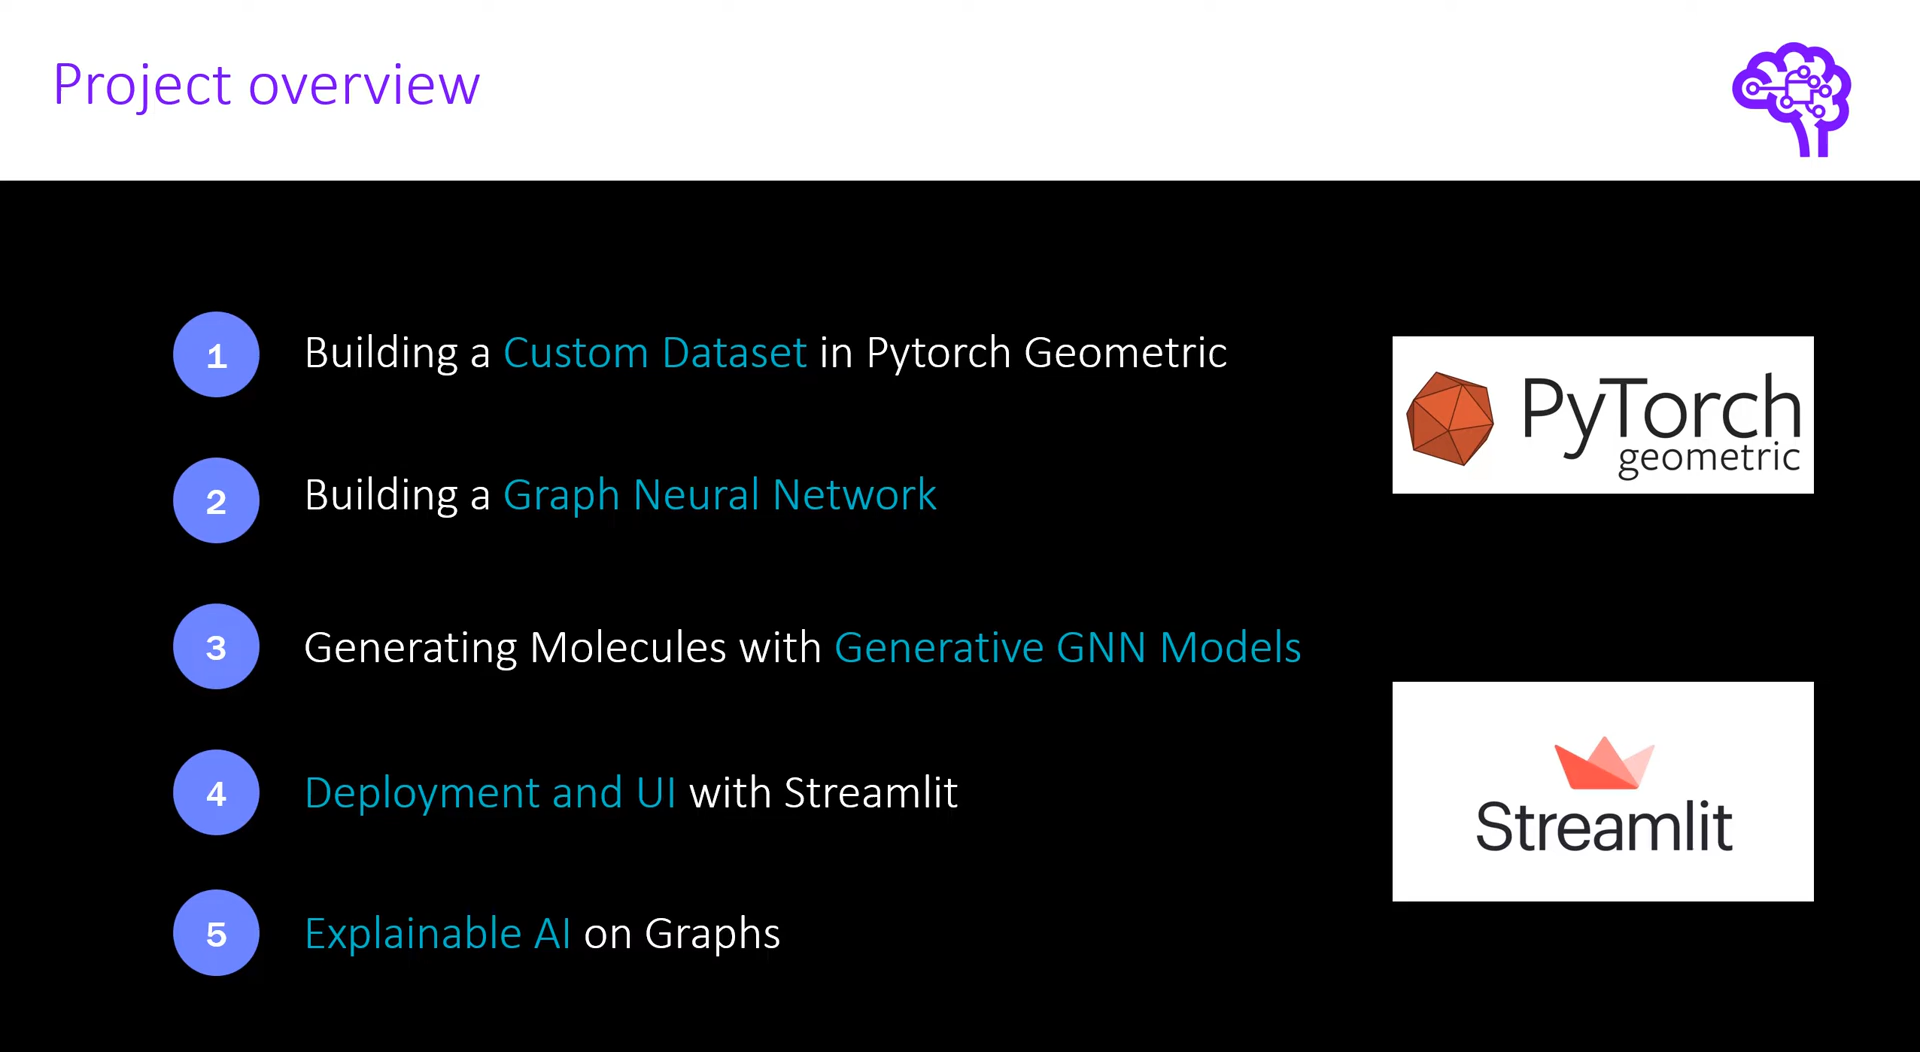 Project overview
1
Building a Custom Dataset in Pytorch Geometric
PyTorch
geometric
2
Building a Graph Neural Network
3
Generating Molecules with Generative GNN Models
4
Deployment and UI with Streamlit
Streamlit
5
Explainable AI on Graphs